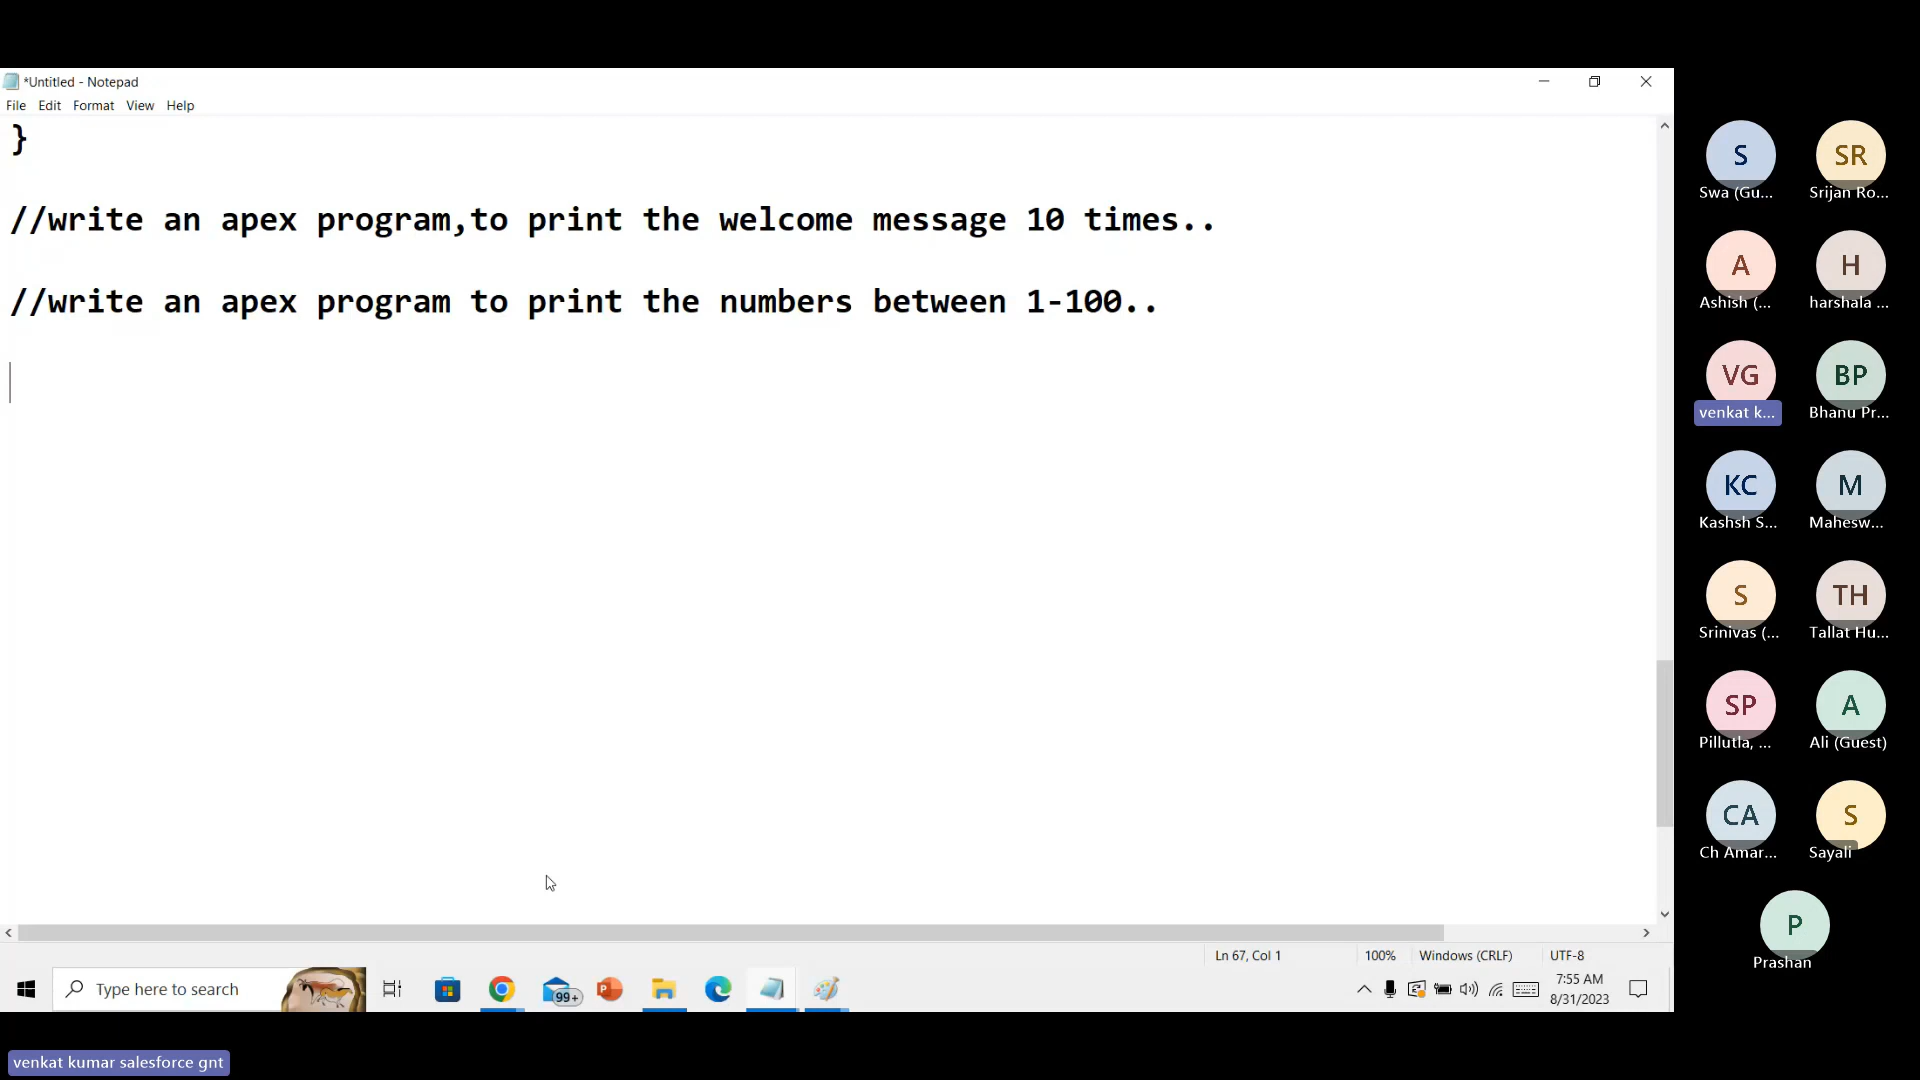 *Untitled - Notepad
File Edit Format View Help
}
//write an apex program,to print the welcome message 10 times..
//write an apex program to print the numbers between 1-100..
Ln 67, Col 1 100% Windows (CRLF) UTF-8
Type here to search
99+
7:55 AM
8/31/2023
S SR
Swa (Gu... Srijan Ro...
A H
Ashish (... harshala ...
VG BP
venkat k... Bhanu Pr...
KC M
Kashsh S... Mahesw...
S TH
Srinivas (... Tallat Hu...
SP A
Pillutla, ... Ali (Guest)
CA S
Ch Amar... Sayali
P
Prashan
venkat kumar salesforce gnt